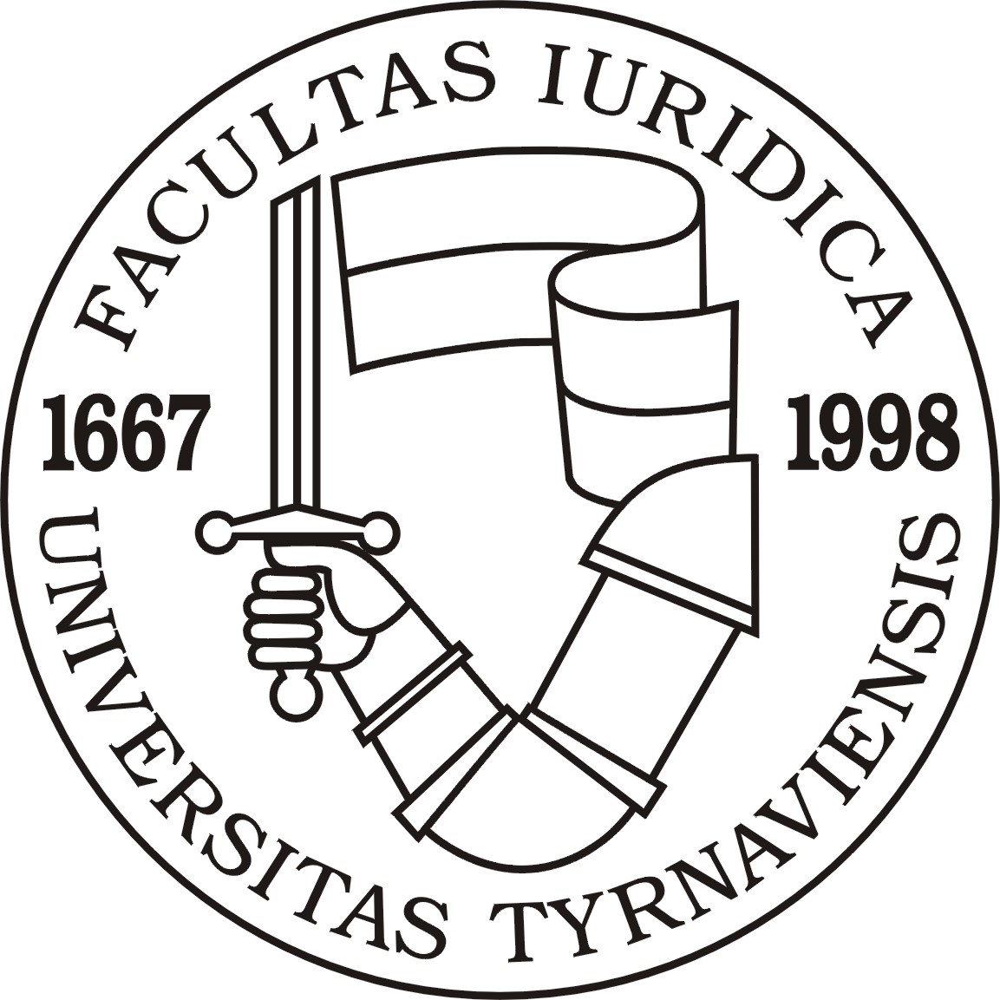 FACULTAS IURIDICA
1667
1998
UNIVERSITAS TYRNAVIENSIS